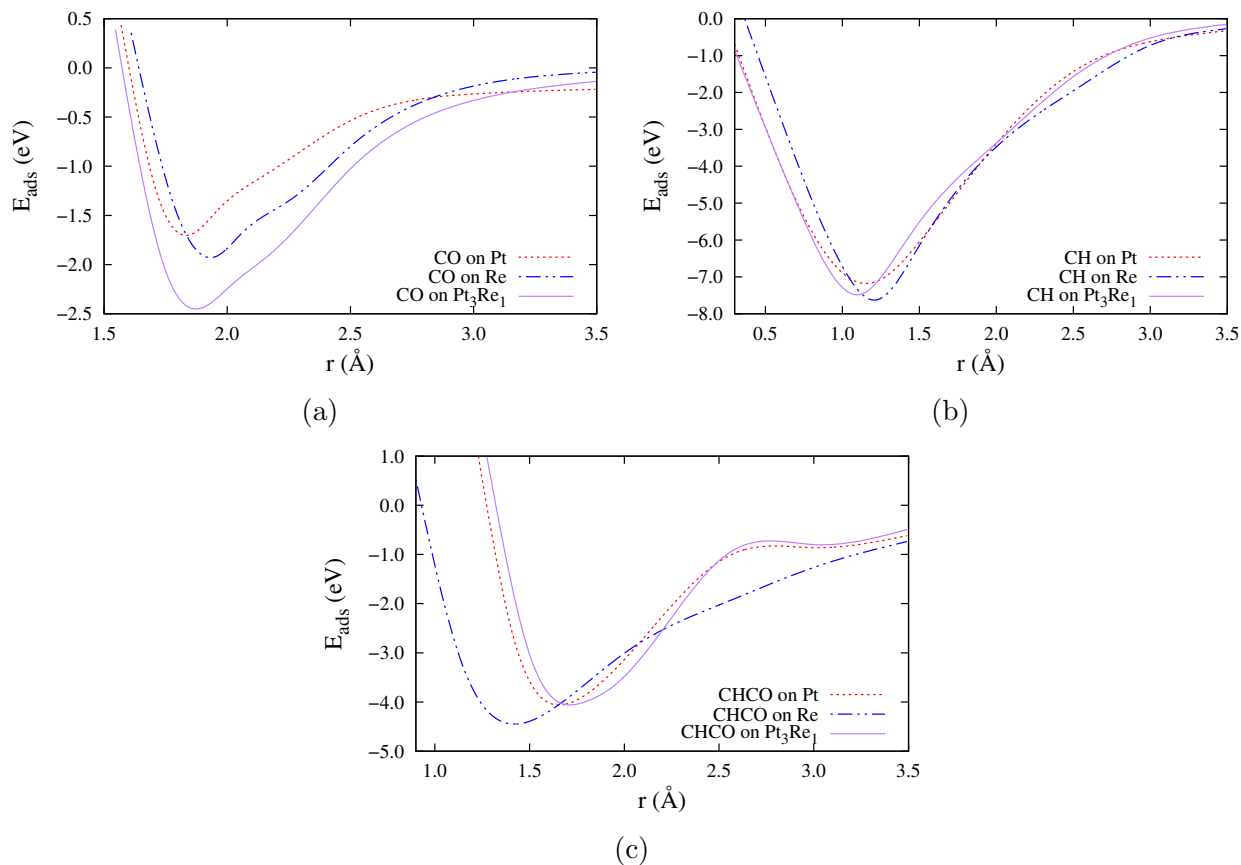 0.5
0.0
−0.5
−1.0
−1.5
−2.0
−2.5
E_ads (eV)
CO on Pt
CO on Re
CO on Pt₃Re₁
1.5 2.0 2.5 3.0 3.5
r (Å)
(a)
0.0
−1.0
−2.0
−3.0
−4.0
−5.0
−6.0
−7.0
−8.0
E_ads (eV)
CH on Pt
CH on Re
CH on Pt₃Re₁
0.5 1.0 1.5 2.0 2.5 3.0 3.5
r (Å)
(b)
1.0
0.0
−1.0
−2.0
−3.0
−4.0
−5.0
E_ads (eV)
CHCO on Pt
CHCO on Re
CHCO on Pt₃Re₁
1.0 1.5 2.0 2.5 3.0 3.5
r (Å)
(c)